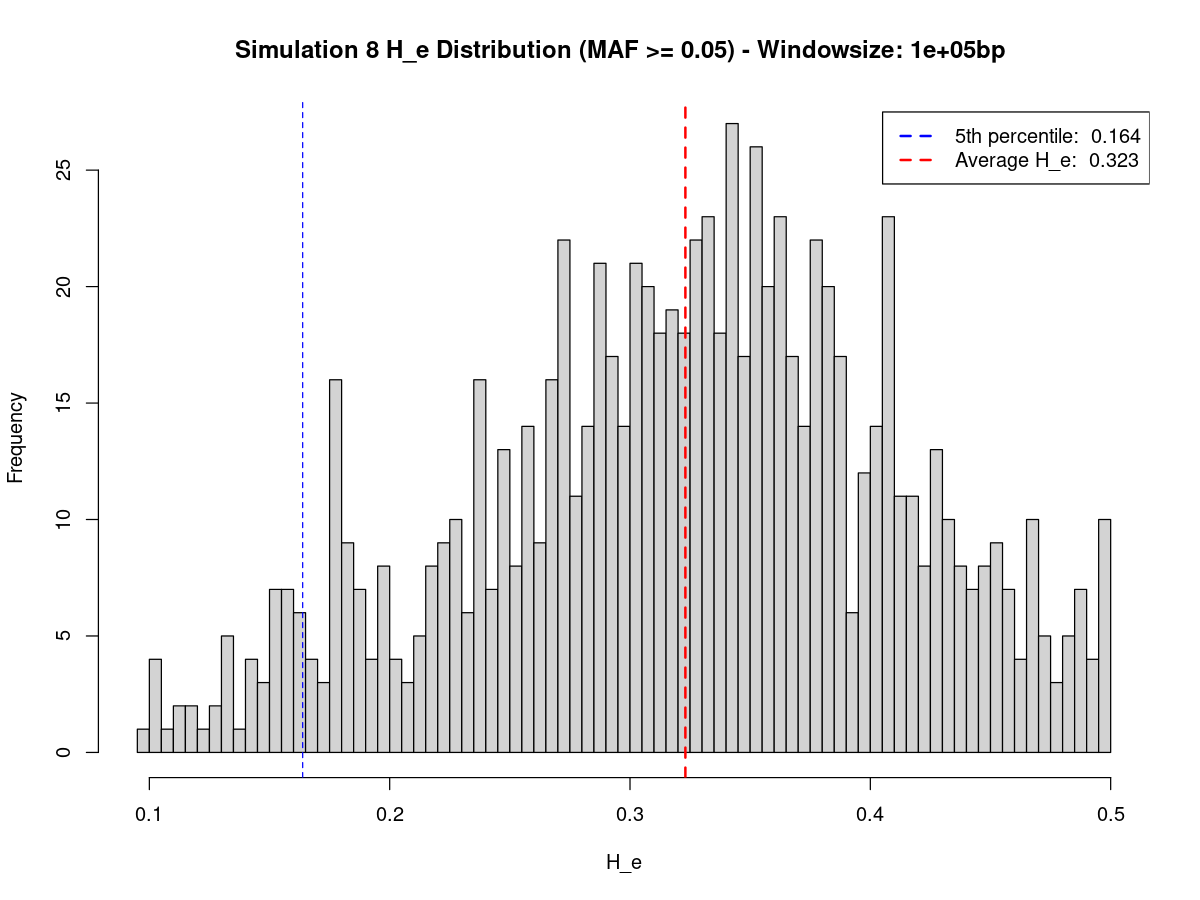 Simulation 8 H_e Distribution (MAF >= 0.05) - Windowsize: 1e+05bp
5th percentile:  0.164
Average H_e:  0.323
Frequency
25
20
15
10
5
0
0.1
0.2
0.3
0.4
0.5
H_e